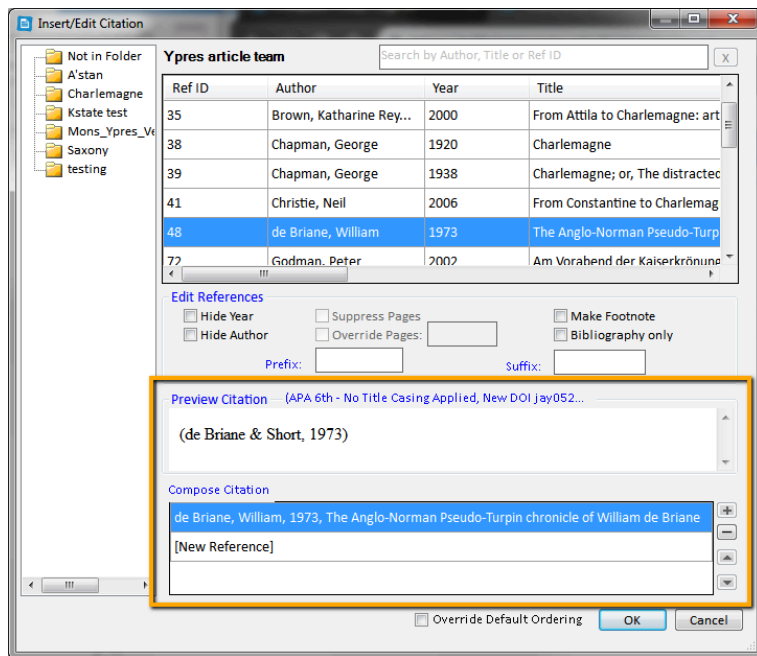 Insert/Edit Citation
Not in Folder
A'stan
Charlemagne
Kstate test
Mons_Ypres_Ve
Saxony
testing
Ypres article team
Search by Author, Title or Ref ID
X
Ref ID Author Year Title
35 Brown, Katharine Rey... 2000 From Attila to Charlemagne: art
38 Chapman, George 1920 Charlemagne
39 Chapman, George 1938 Charlemagne; or, The distracted
41 Christie, Neil 2006 From Constantine to Charlemag
48 de Briane, William 1973 The Anglo-Norman Pseudo-Turp
72 Godman, Peter 2002 Am Vorabend der Kaiserkrönung
Edit References
Hide Year Suppress Pages Make Footnote
Hide Author Override Pages: Bibliography only
Prefix: Suffix:
Preview Citation (APA 6th - No Title Casing Applied, New DOI jay052...
(de Briane & Short, 1973)
Compose Citation
de Briane, William, 1973, The Anglo-Norman Pseudo-Turpin chronicle of William de Briane
[New Reference]
Override Default Ordering OK Cancel